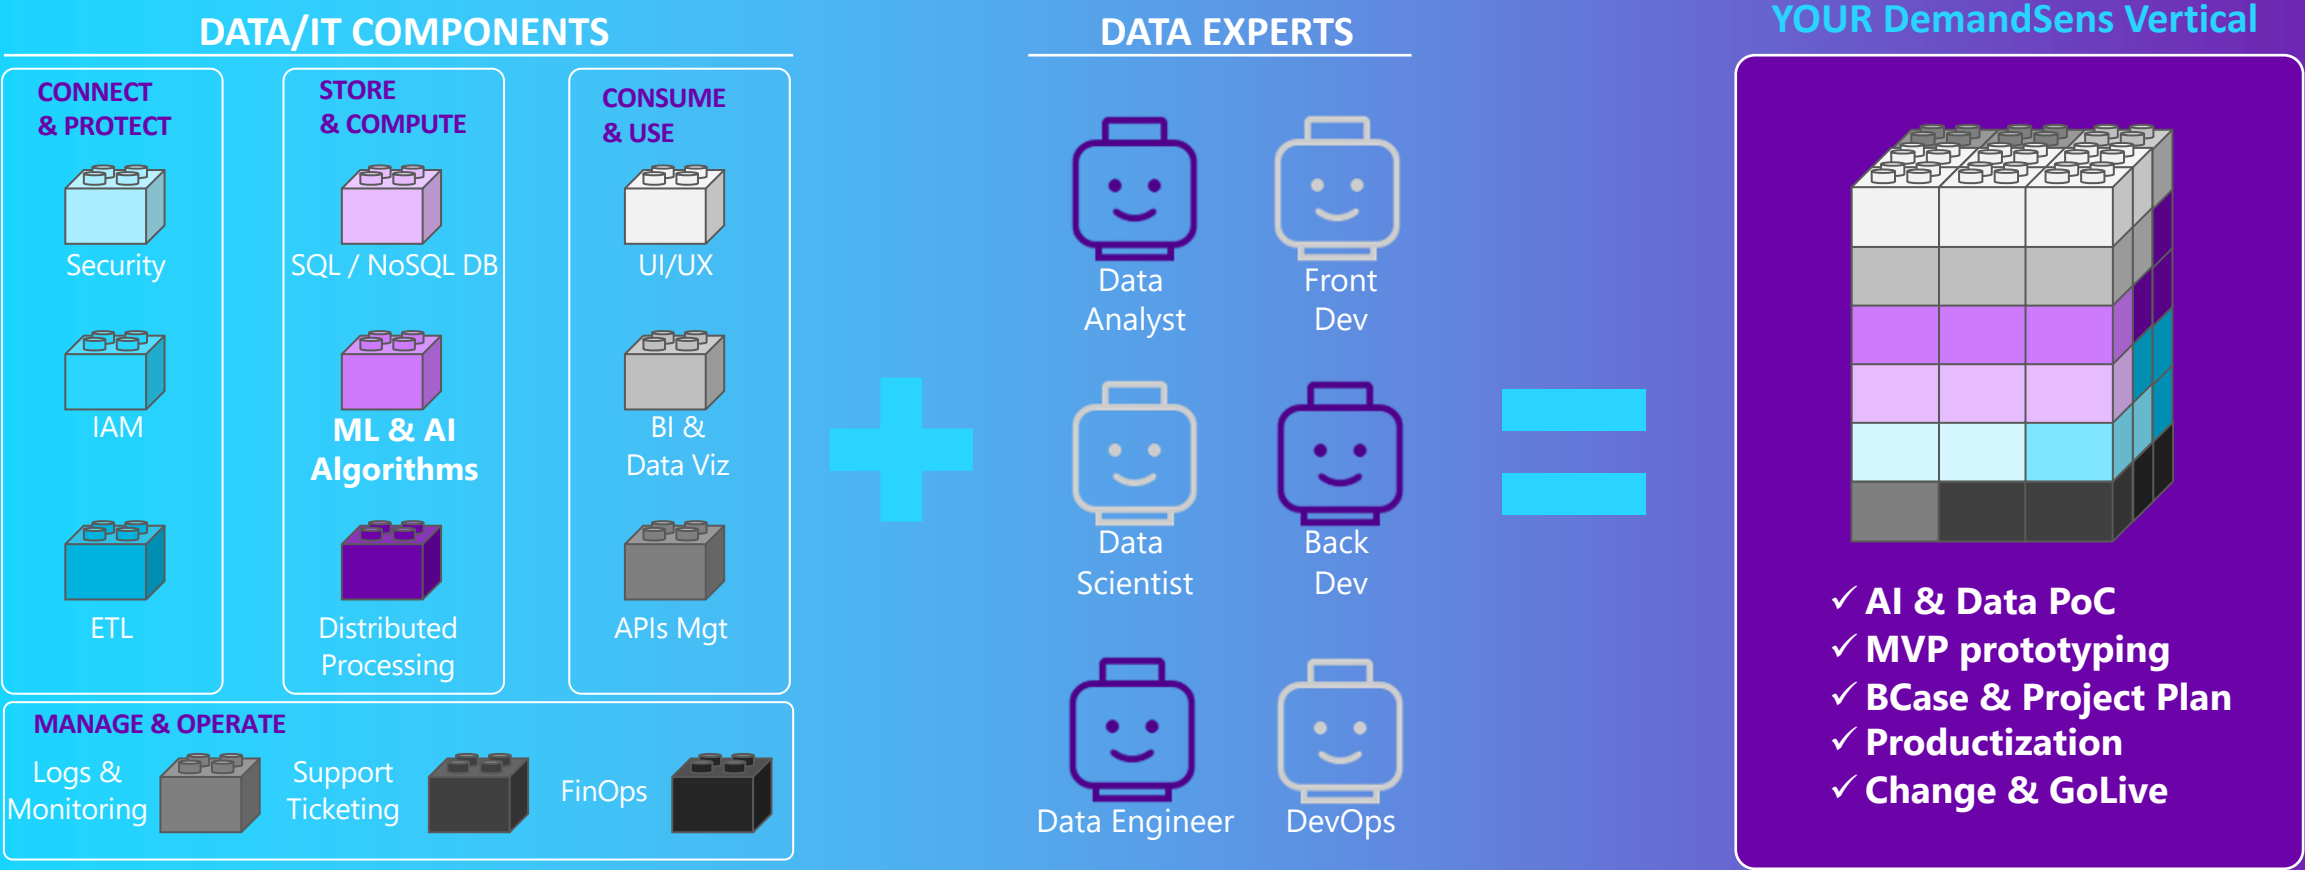 DATA/IT COMPONENTS
CONNECT
& PROTECT
Security
IAM
ETL
STORE
& COMPUTE
SQL / NoSQL DB
ML & AI
Algorithms
Distributed
Processing
CONSUME
& USE
UI/UX
BI &
Data Viz
APIs Mgt
MANAGE & OPERATE
Logs &
Monitoring
Support
Ticketing
FinOps
DATA EXPERTS
Data
Analyst
Front
Dev
Data
Scientist
Back
Dev
Data Engineer
DevOps
YOUR DemandSens Vertical
✓ AI & Data PoC
✓ MVP prototyping
✓ BCase & Project Plan
✓ Productization
✓ Change & GoLive